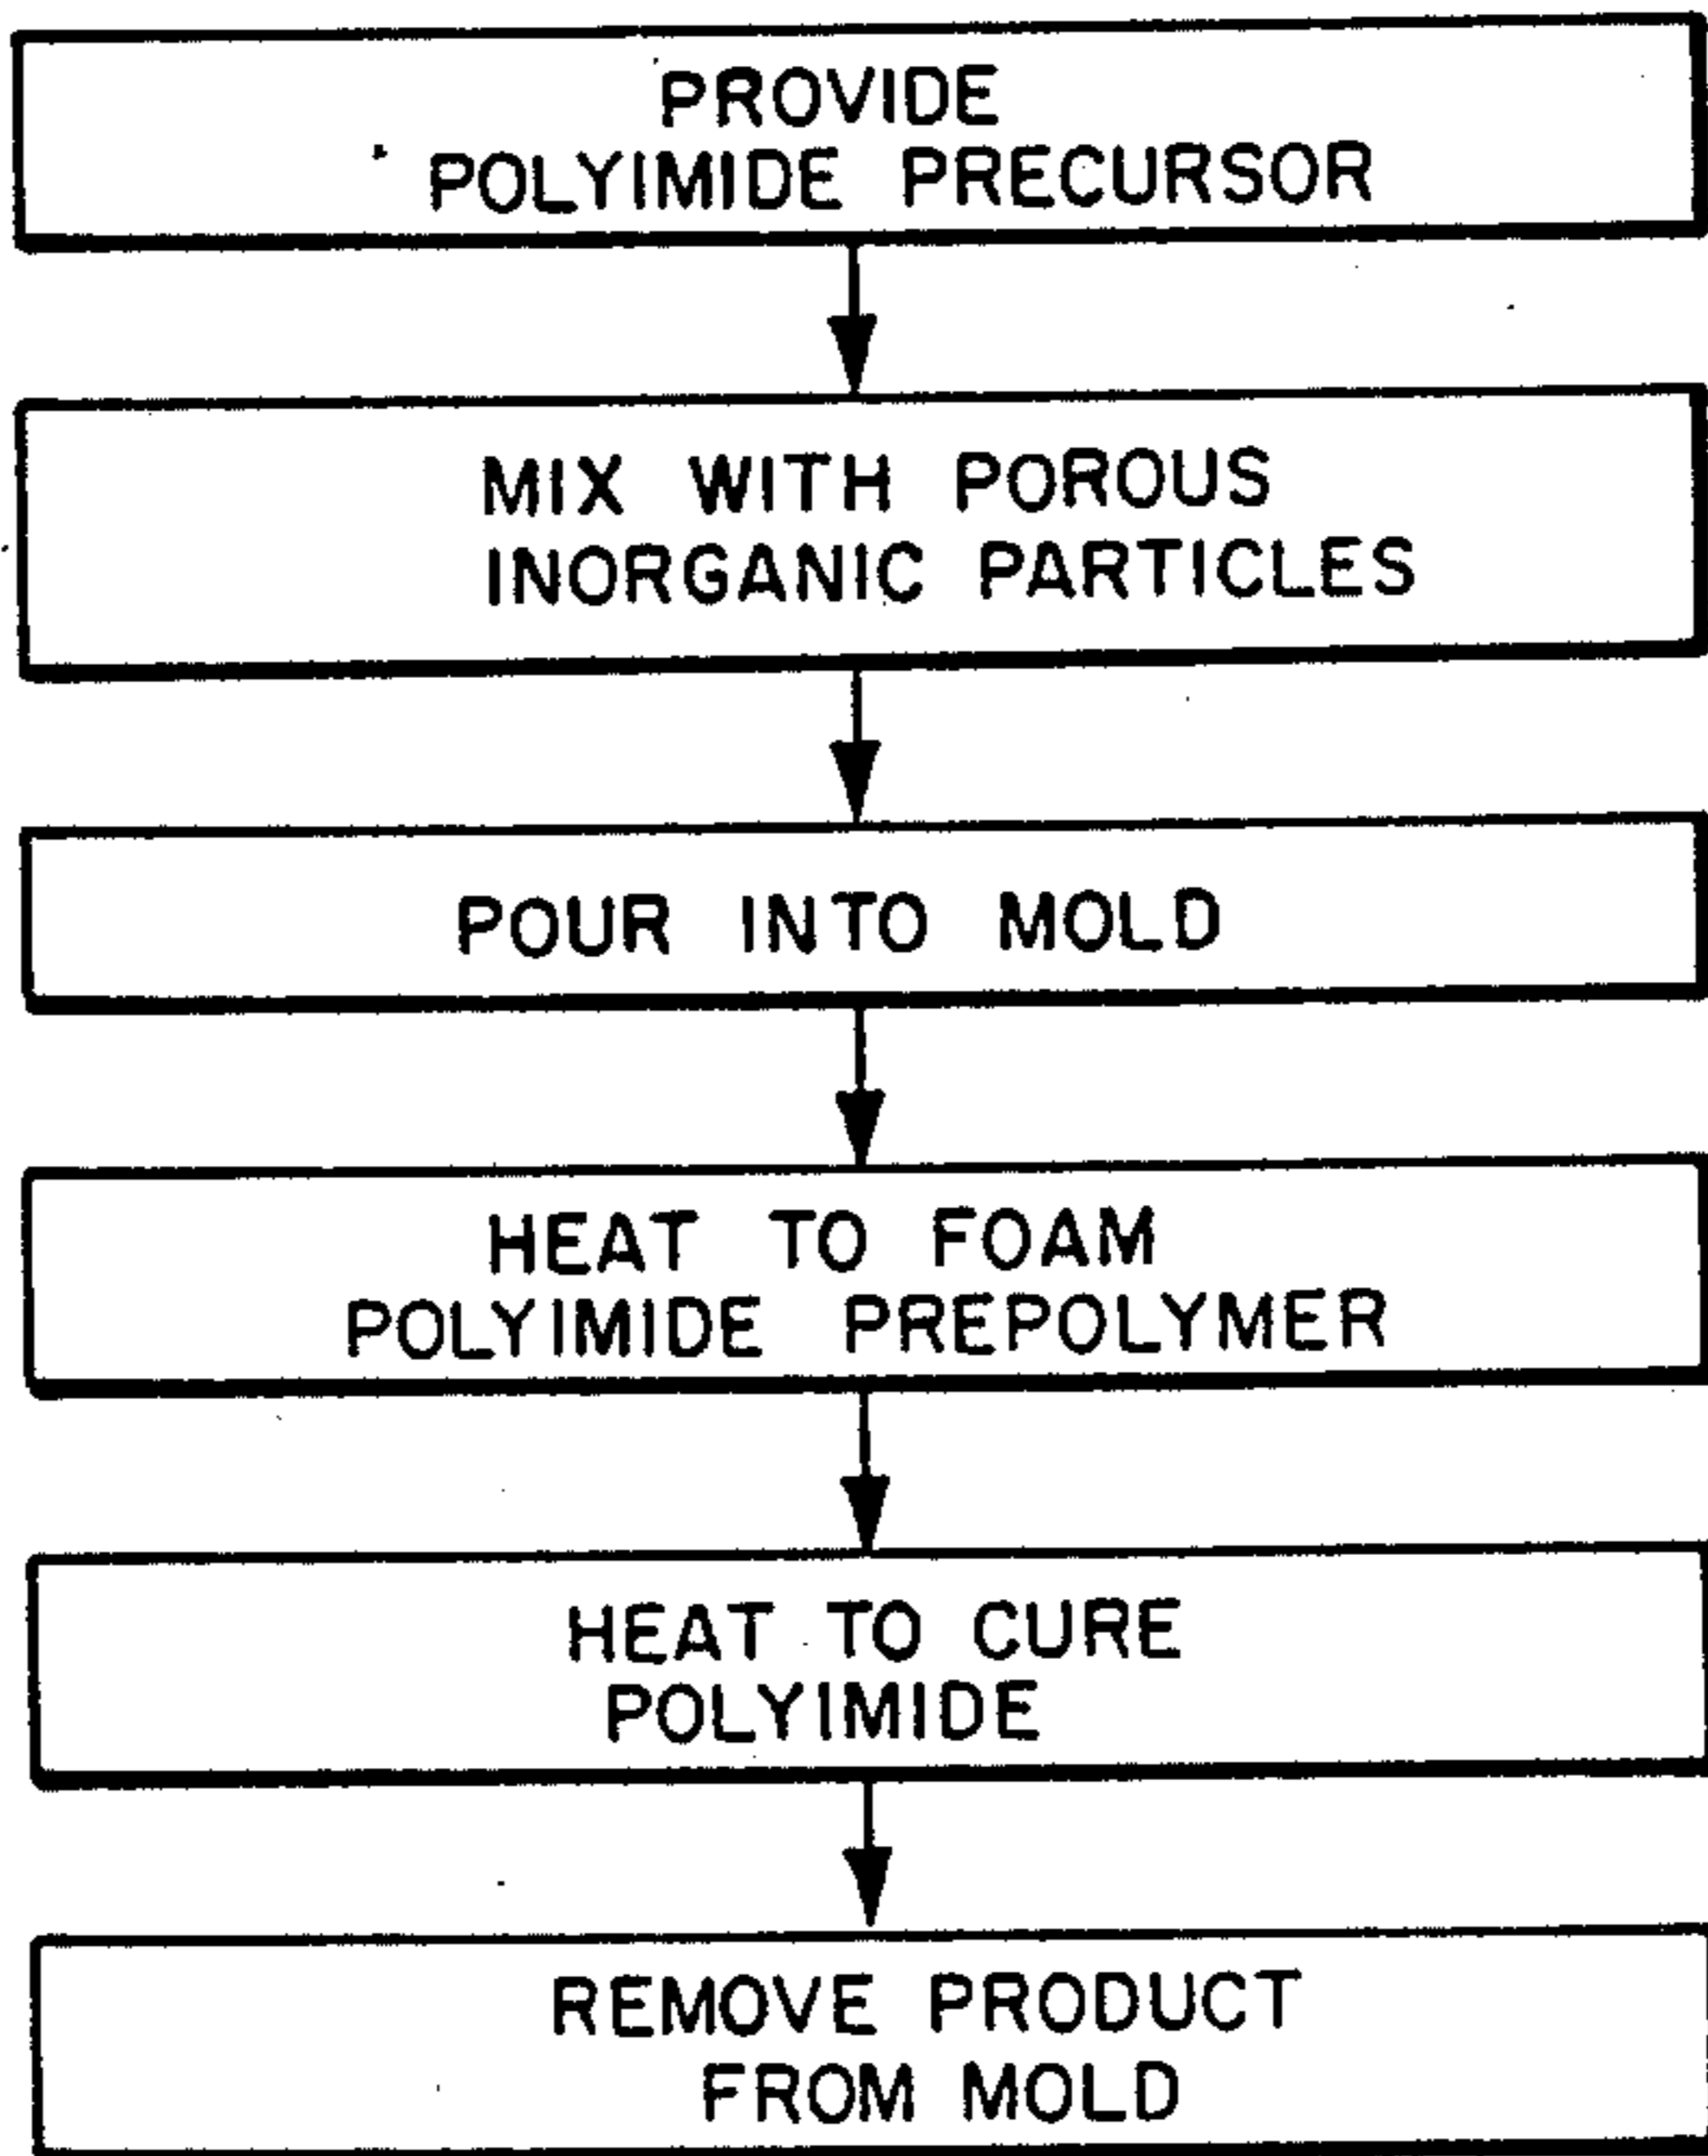 PROVIDE
POLYIMIDE PRECURSOR
MIX WITH POROUS
INORGANIC PARTICLES
POUR INTO MOLD
HEAT TO FOAM
POLYIMIDE PREPOLYMER
HEAT TO CURE
POLYIMIDE
REMOVE PRODUCT
FROM MOLD